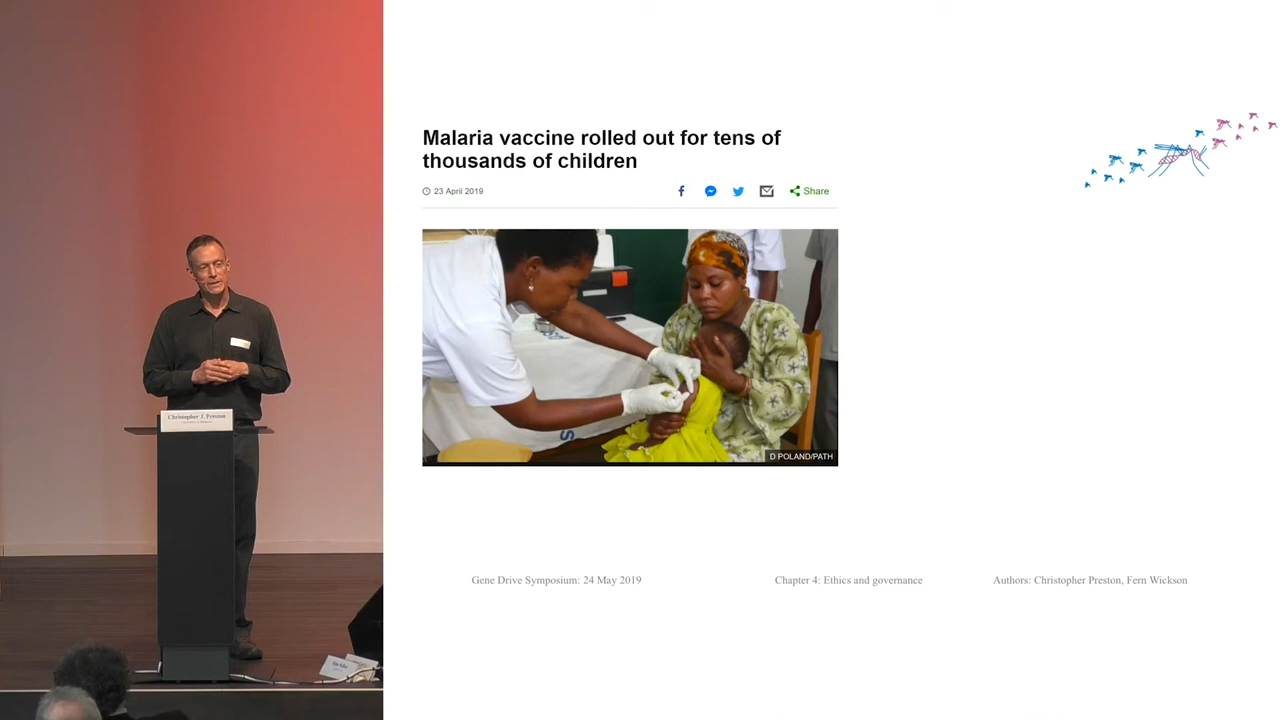 Malaria vaccine rolled out for tens of
thousands of children
23 April 2019
Share
D POLAND/PATH
Christopher J. Preston
Gene Drive Symposium: 24 May 2019
Chapter 4: Ethics and governance
Authors: Christopher Preston, Fern Wickson